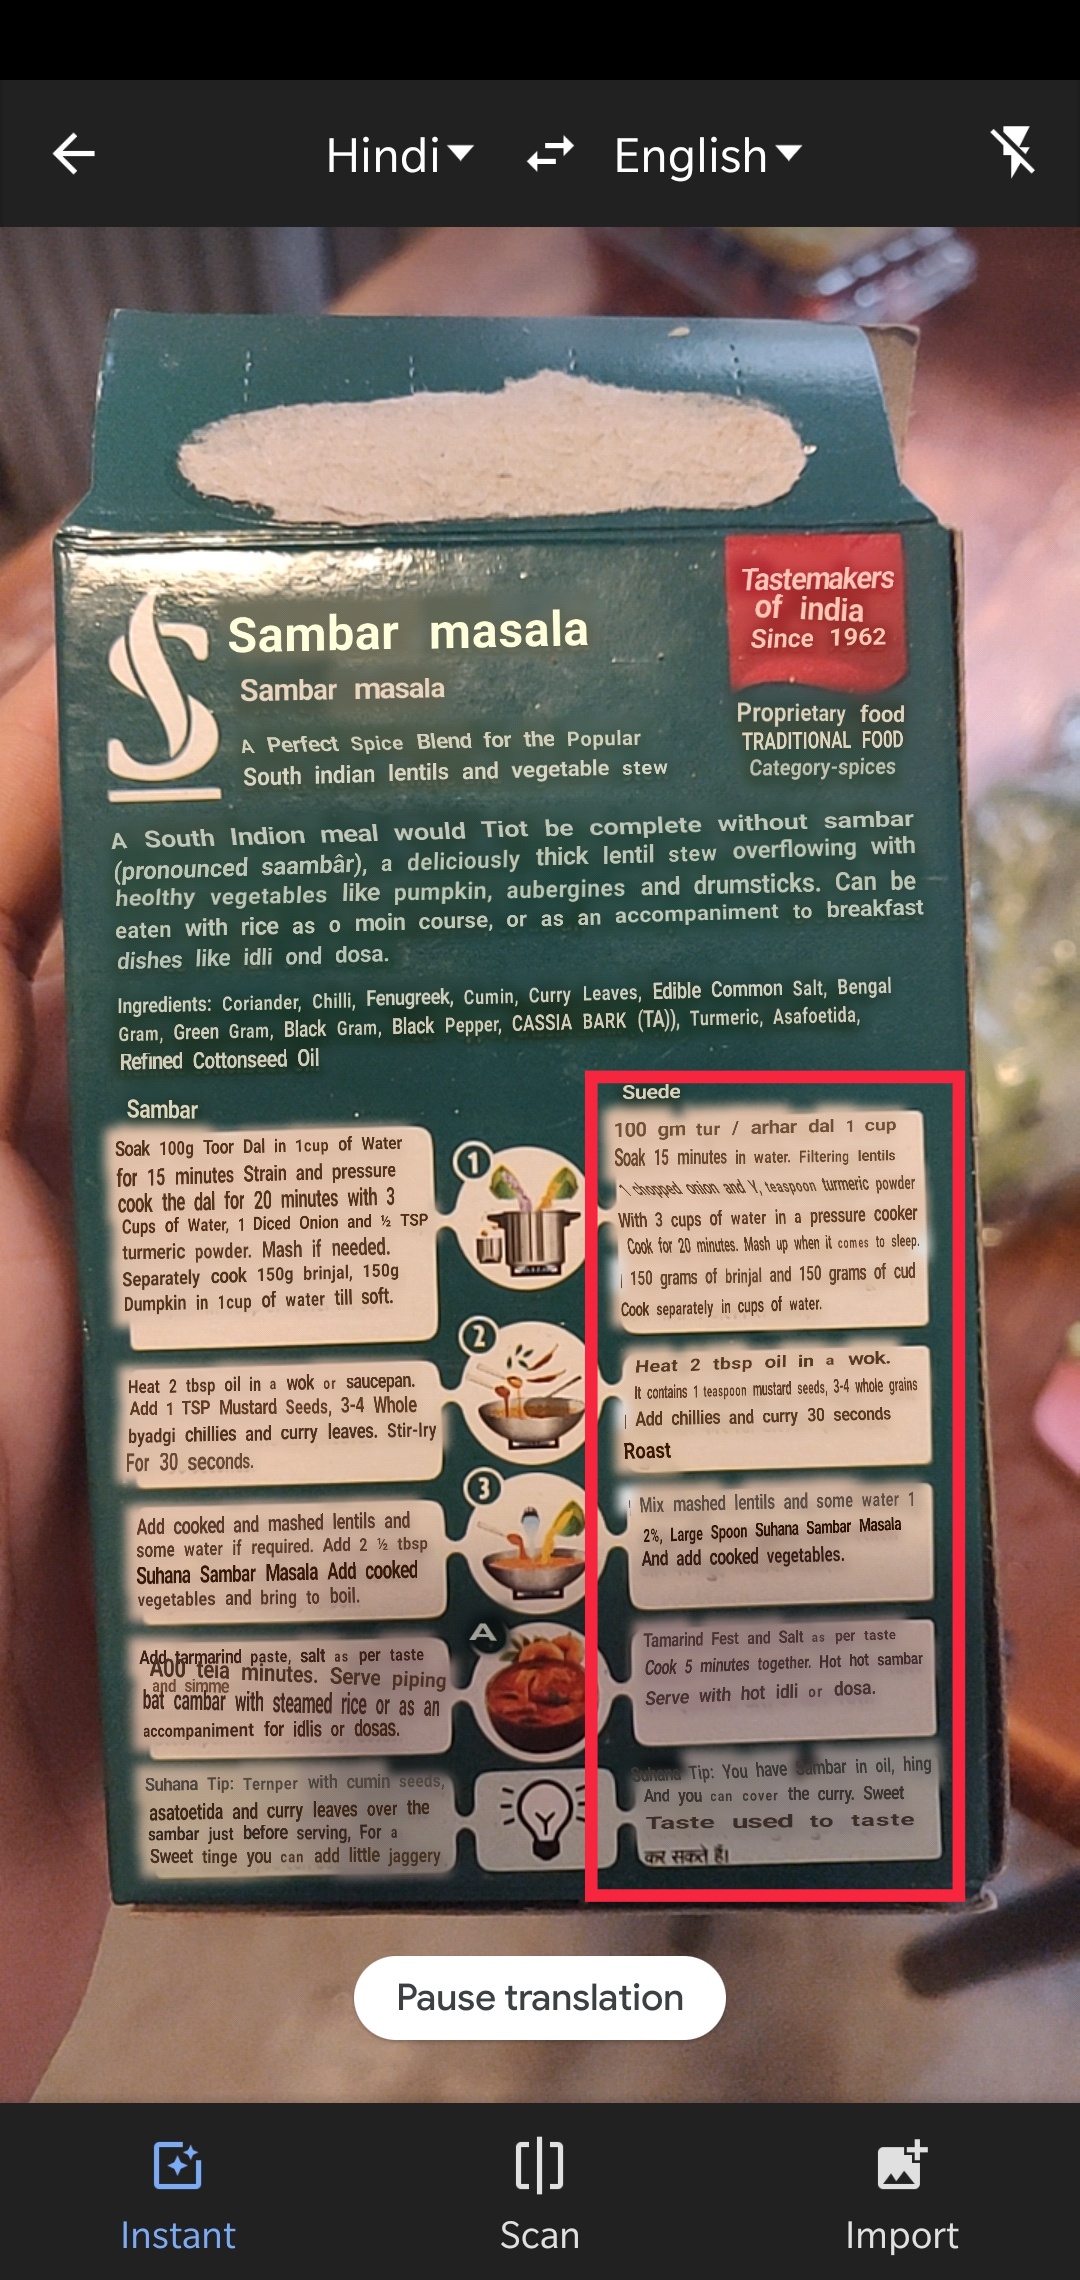 Hindi
English
Tastemakers
of india
Since 1962
Sambar masala
Sambar masala
A Perfect Spice Blend for the Popular
South indian lentils and vegetable stew
Proprietary food
TRADITIONAL FOOD
Category-spices
A South Indion meal would Tiot be complete without sambar
(pronounced saambâr), a deliciously thick lentil stew overflowing with
heolthy vegetables like pumpkin, aubergines and drumsticks. Can be
eaten with rice as o moin course, or as an accompaniment to breakfast
dishes like idli ond dosa.
Ingredients: Coriander, Chilli, Fenugreek, Cumin, Curry Leaves, Edible Common Salt, Bengal
Gram, Green Gram, Black Gram, Black Pepper, CASSIA BARK (TA)), Turmeric, Asafoetida,
Refined Cottonseed Oil
Sambar
Soak 100g Toor Dal in 1cup of Water
for 15 minutes Strain and pressure
cook the dal for 20 minutes with 3
Cups of Water, 1 Diced Onion and ½ TSP
turmeric powder. Mash if needed.
Separately cook 150g brinjal, 150g
Dumpkin in 1cup of water till soft.
1
Heat 2 tbsp oil in a wok or saucepan.
Add 1 TSP Mustard Seeds, 3-4 Whole
byadgi chillies and curry leaves. Stir-Iry
For 30 seconds.
2
Add cooked and mashed lentils and
some water if required. Add 2 ½ tbsp
Suhana Sambar Masala Add cooked
vegetables and bring to boil.
3
Add tarmarind paste, salt as per taste
A00 teia minutes. Serve piping
and simme
bat cambar with steamed rice or as an
accompaniment for idlis or dosas.
A
Suhana Tip: Ternper with cumin seeds,
asatoetida and curry leaves over the
sambar just before serving, For a
Sweet tinge you can add little jaggery
Suede
100 gm tur / arhar dal 1 cup
Soak 15 minutes in water. Filtering lentils
1 chopped onion and Y, teaspoon turmeric powder
With 3 cups of water in a pressure cooker
Cook for 20 minutes. Mash up when it comes to sleep.
150 grams of brinjal and 150 grams of cud
Cook separately in cups of water.
Heat 2 tbsp oil in a wok.
It contains 1 teaspoon mustard seeds, 3-4 whole grains
Add chillies and curry 30 seconds
Roast
Mix mashed lentils and some water 1
2%, Large Spoon Suhana Sambar Masala
And add cooked vegetables.
Tamarind Fest and Salt as per taste
Cook 5 minutes together. Hot hot sambar
Serve with hot idli or dosa.
Suhana Tip: You have Sambar in oil, hing
And you can cover the curry. Sweet
Taste used to taste
कर सकते हैं।
Pause translation
Instant
Scan
Import